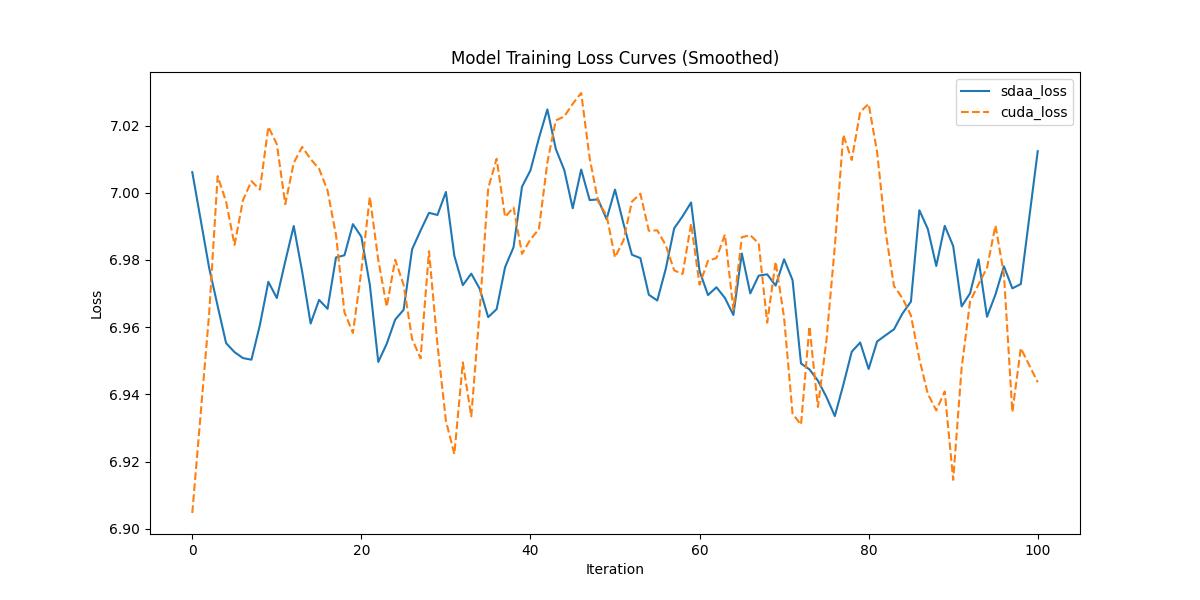 Model Training Loss Curves (Smoothed)
sdaa_loss
cuda_loss
Loss
7.02
7.00
6.98
6.96
6.94
6.92
6.90
0 20 40 60 80 100
Iteration